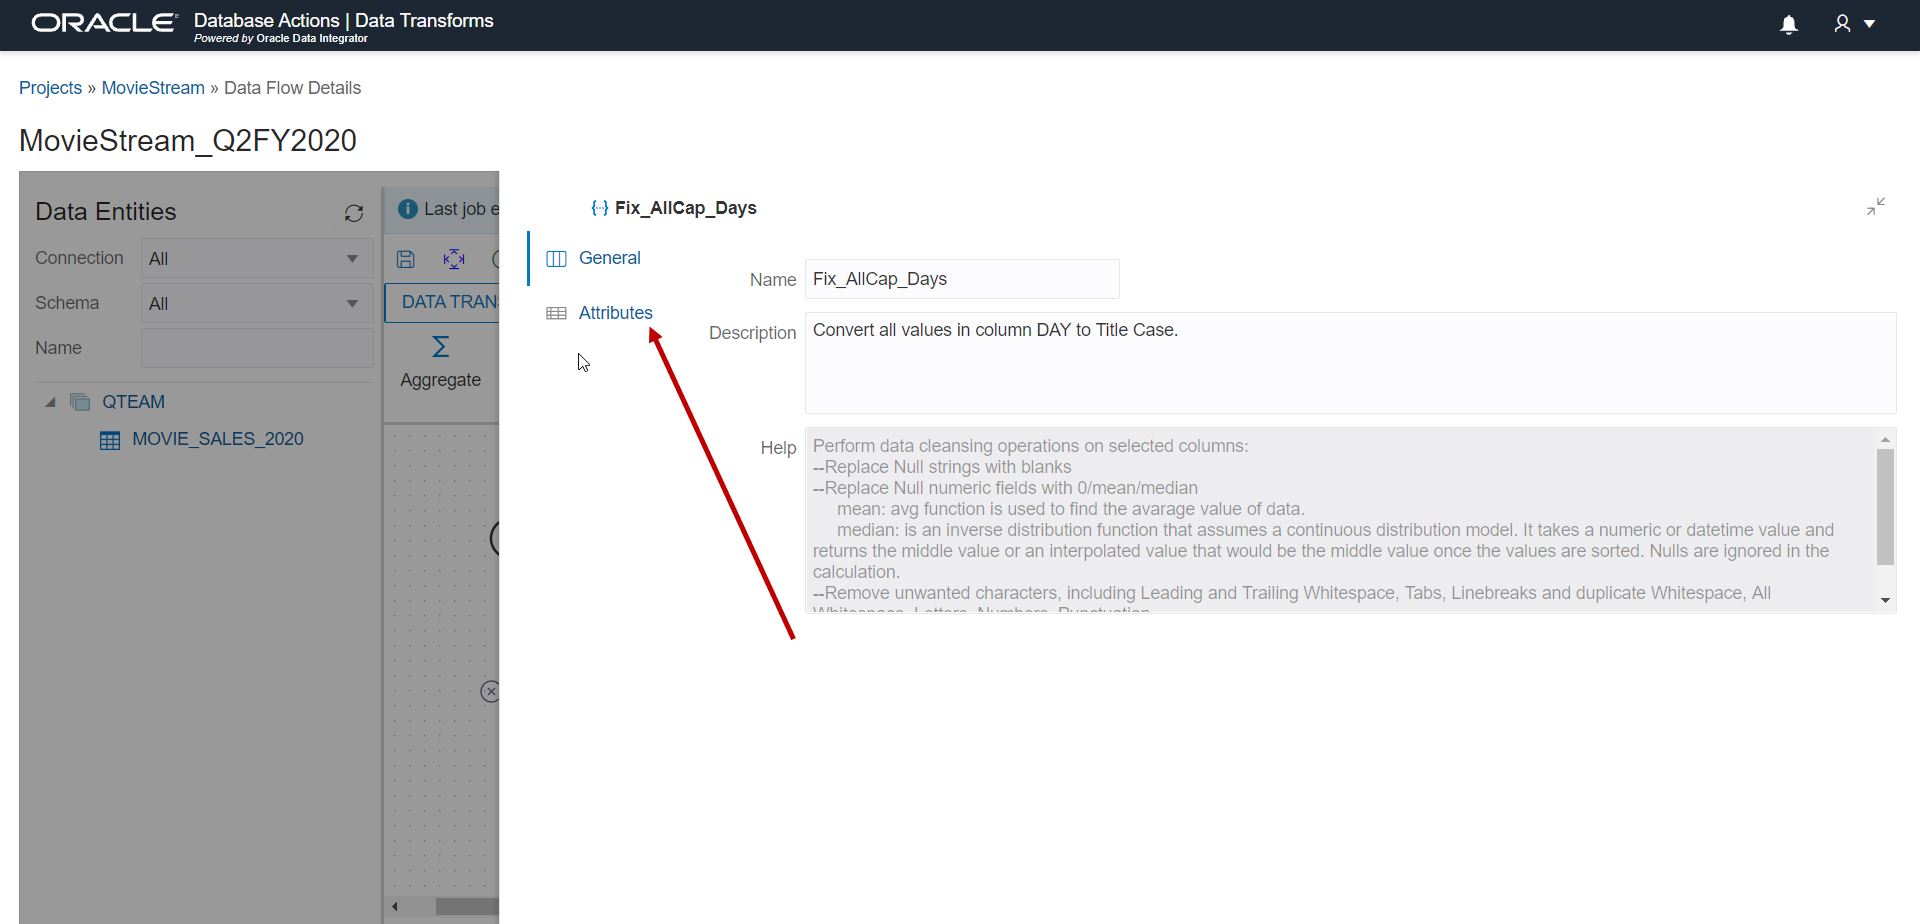 ORACLE Database Actions | Data Transforms
Powered by Oracle Data Integrator
Projects » MovieStream » Data Flow Details
MovieStream_Q2FY2020
Data Entities
Connection All
Schema All
Name
QTEAM
MOVIE_SALES_2020
Last job e
DATA TRAN
Aggregate
Fix_AllCap_Days
General
Attributes
Name Fix_AllCap_Days
Description Convert all values in column DAY to Title Case.
Help Perform data cleansing operations on selected columns:
--Replace Null strings with blanks
--Replace Null numeric fields with 0/mean/median
mean: avg function is used to find the avarage value of data.
median: is an inverse distribution function that assumes a continuous distribution model. It takes a numeric or datetime value and
returns the middle value or an interpolated value that would be the middle value once the values are sorted. Nulls are ignored in the
calculation.
--Remove unwanted characters, including Leading and Trailing Whitespace, Tabs, Linebreaks and duplicate Whitespace, All
Whitespace, Letters, Numbers, Punctuation